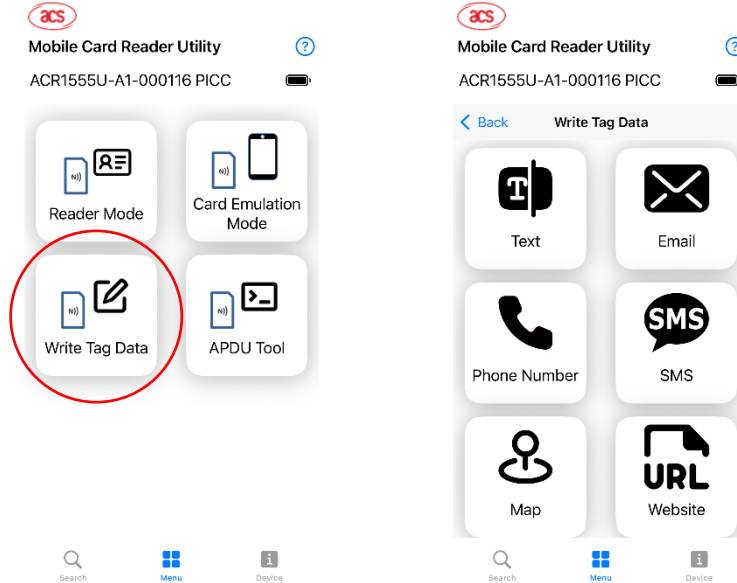 acs
Mobile Card Reader Utility
?
ACR1555U-A1-000116 PICC
N))
Reader Mode
N))
Card Emulation
Mode
N))
Write Tag Data
N))
>_
APDU Tool
Search
Menu
i
Device
acs
Mobile Card Reader Utility
?
ACR1555U-A1-000116 PICC
Back
Write Tag Data
T
Text
Email
Phone Number
SMS
SMS
Map
URL
Website
Search
Menu
i
Device